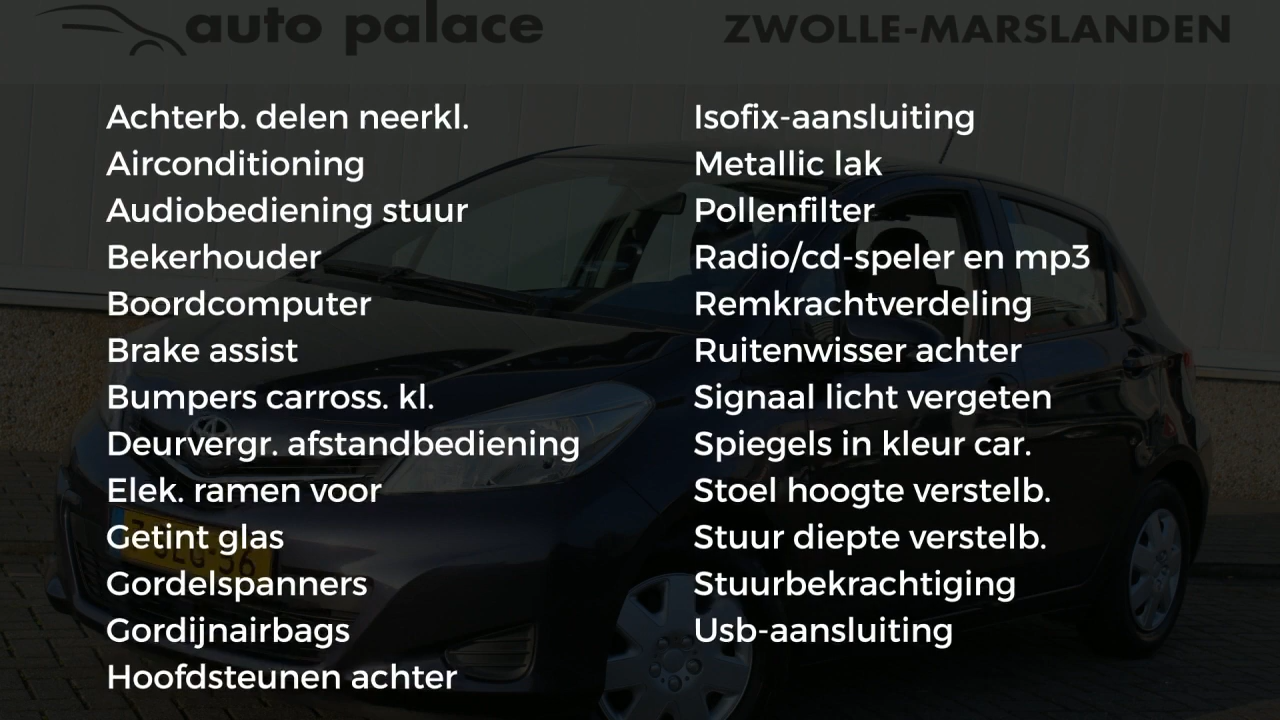 auto palace
ZWOLLE-MARSLANDEN
Achterb. delen neerkl.
Airconditioning
Audiobediening stuur
Bekerhouder
Boordcomputer
Brake assist
Bumpers carross. kl.
Deurvergr. afstandbediening
Elek. ramen voor
Getint glas
Gordelspanners
Gordijnairbags
Hoofdsteunen achter
Isofix-aansluiting
Metallic lak
Pollenfilter
Radio/cd-speler en mp3
Remkrachtverdeling
Ruitenwisser achter
Signaal licht vergeten
Spiegels in kleur car.
Stoel hoogte verstelb.
Stuur diepte verstelb.
Stuurbekrachtiging
Usb-aansluiting